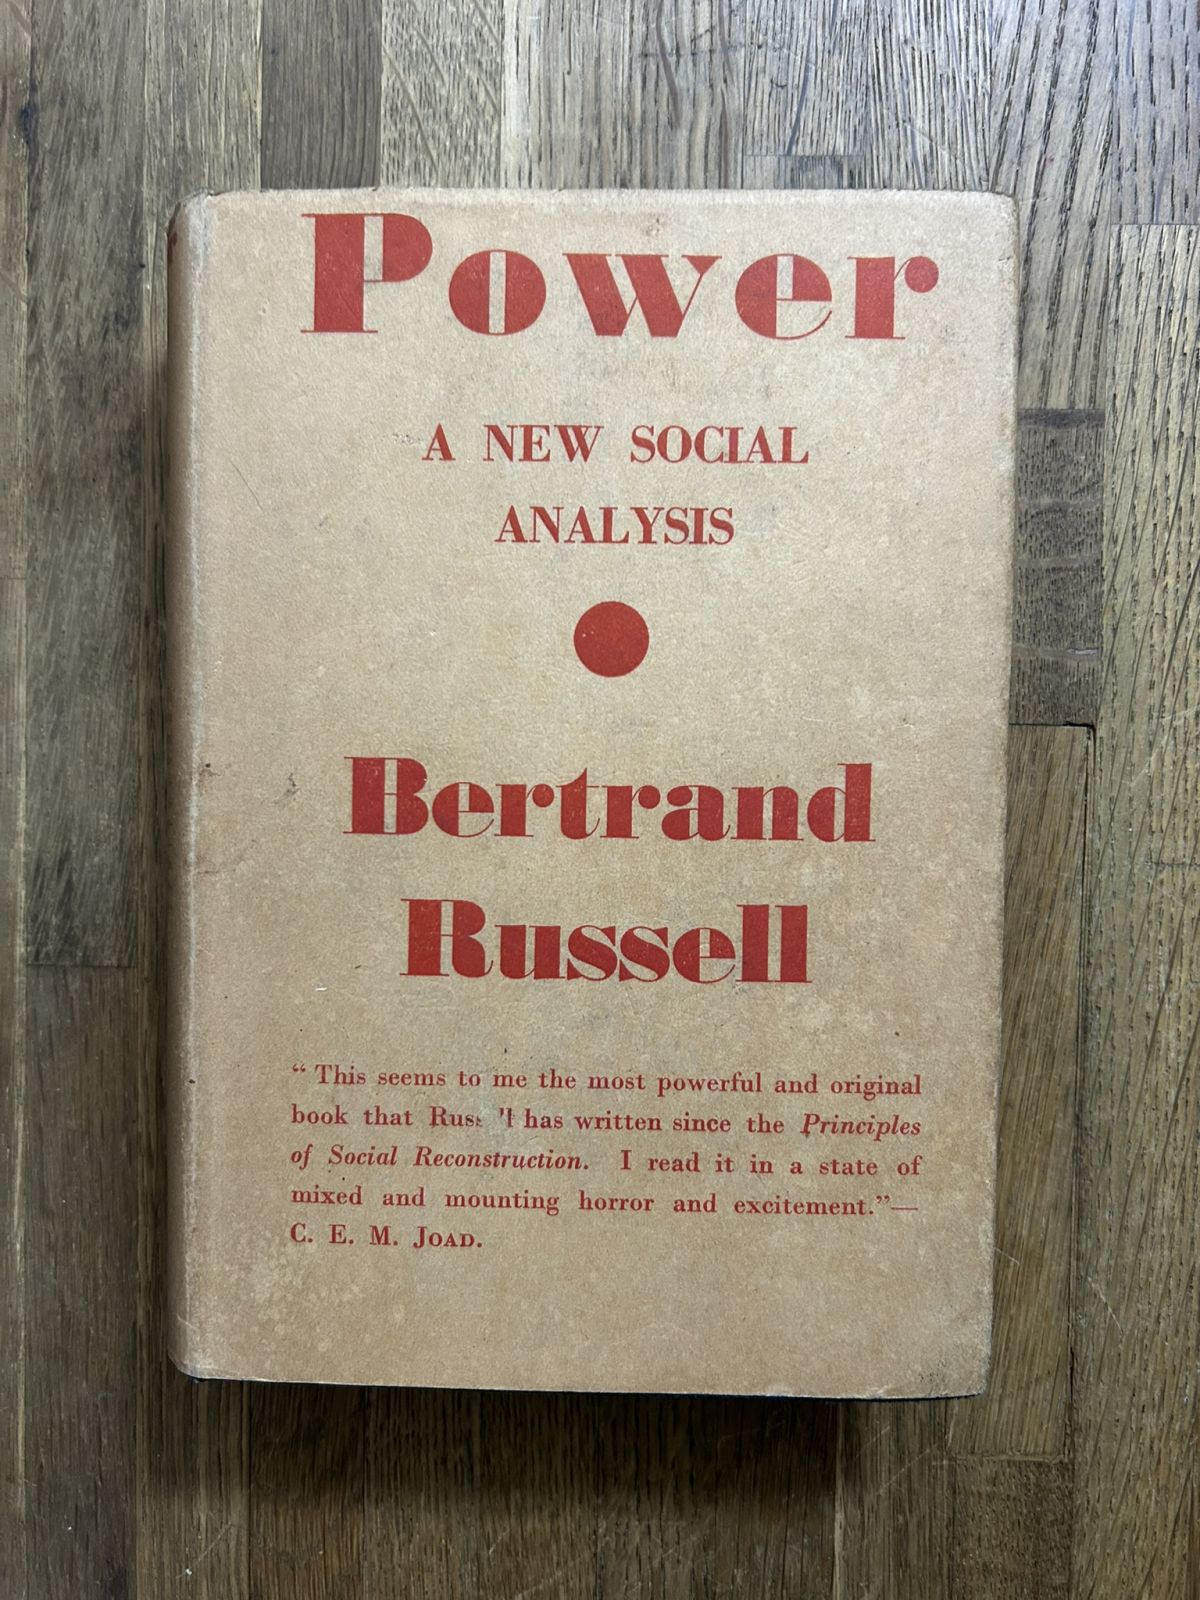 Power
A NEW SOCIAL
ANALYSIS
Bertrand
Russell
“ This seems to me the most powerful and original
book that Russell has written since the Principles
of Social Reconstruction. I read it in a state of
mixed and mounting horror and excitement.”—
C. E. M. JOAD.